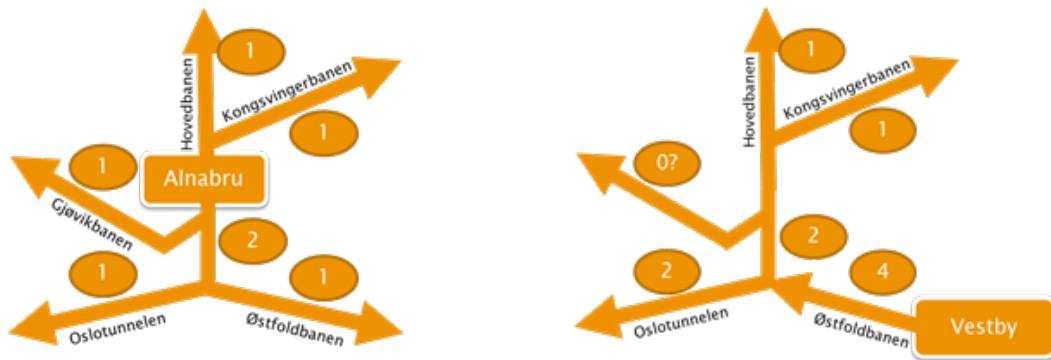 1
Hovedbanen
Kongsvingerbanen
1
1
Alnabru
Gjøvikbanen
2
1
1
Oslotunnelen
Østfoldbanen
1
Hovedbanen
Kongsvingerbanen
1
0?
2
2
4
Oslotunnelen
Østfoldbanen
Vestby